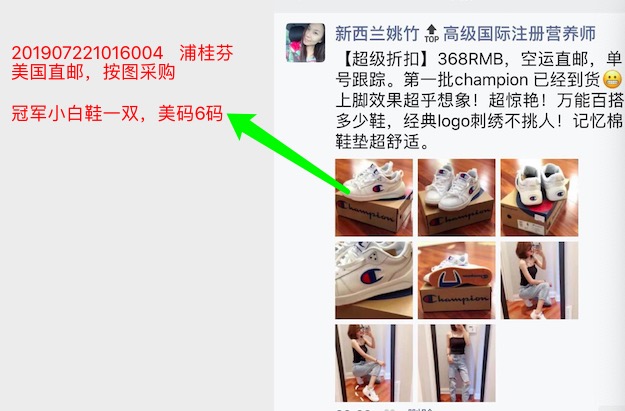 201907221016004 浦桂芬
美国直邮，按图采购
冠军小白鞋一双，美码6码
新西兰姚竹 TOP 高级国际注册营养师
【超级折扣】368RMB，空运直邮，单
号跟踪。第一批champion 已经到货😬
上脚效果超乎想象！超惊艳！万能百搭
多少鞋，经典logo刺绣不挑人！记忆棉
鞋垫超舒适。
Champion
Champion
Champion